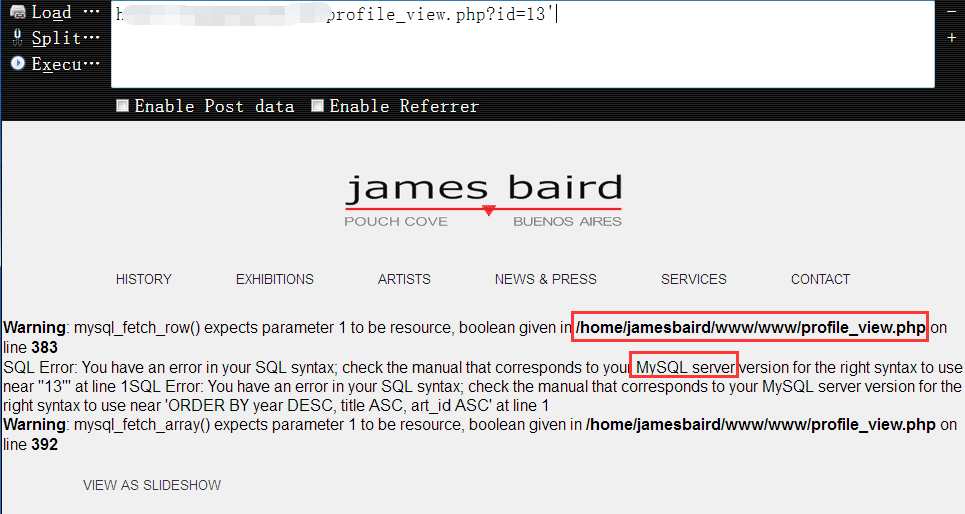 Load ...
h profile_view.php?id=13'
Split...
Execu...
Enable Post data Enable Referrer
james baird
POUCH COVE BUENOS AIRES
HISTORY EXHIBITIONS ARTISTS NEWS & PRESS SERVICES CONTACT
Warning: mysql_fetch_row() expects parameter 1 to be resource, boolean given in /home/jamesbaird/www/www/profile_view.php on
line 383
SQL Error: You have an error in your SQL syntax; check the manual that corresponds to your MySQL server version for the right syntax to use
near ''13'' at line 1SQL Error: You have an error in your SQL syntax; check the manual that corresponds to your MySQL server version for the
right syntax to use near 'ORDER BY year DESC, title ASC, art_id ASC' at line 1
Warning: mysql_fetch_array() expects parameter 1 to be resource, boolean given in /home/jamesbaird/www/www/profile_view.php on
line 392
VIEW AS SLIDESHOW